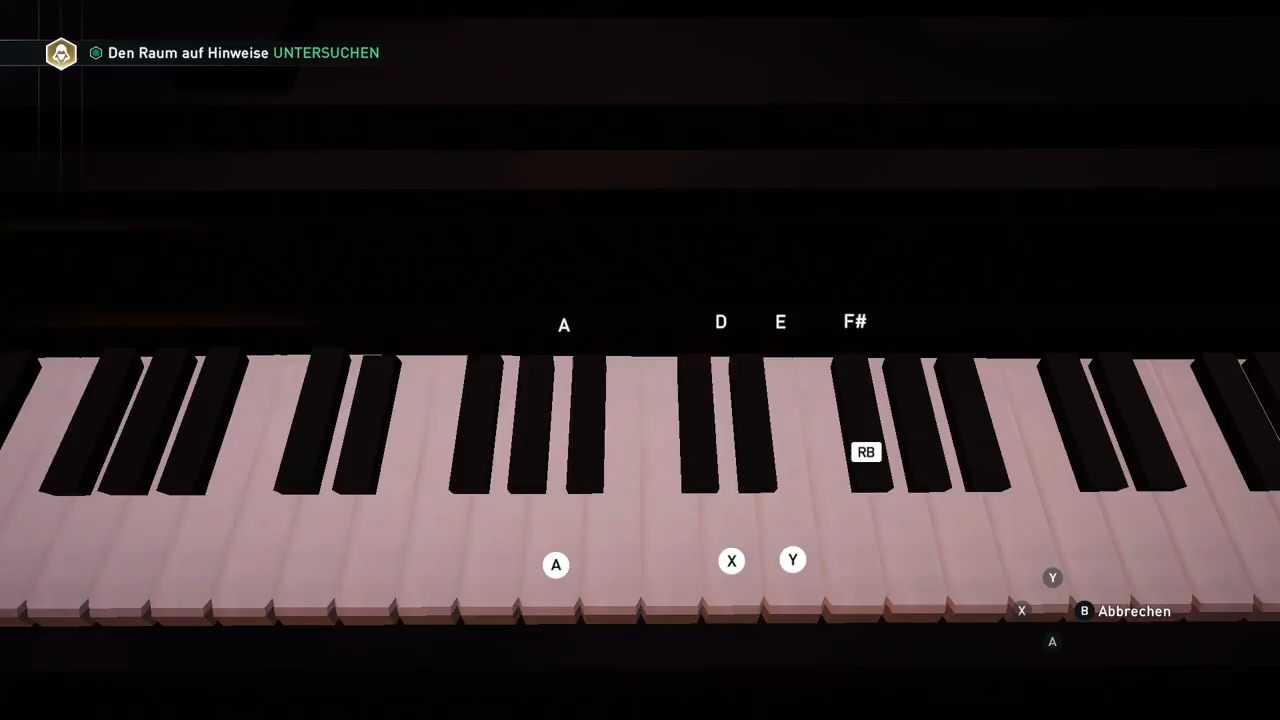 Den Raum auf Hinweise UNTERSUCHEN
A D E F#
RB
A X Y
Y
X B Abbrechen
A